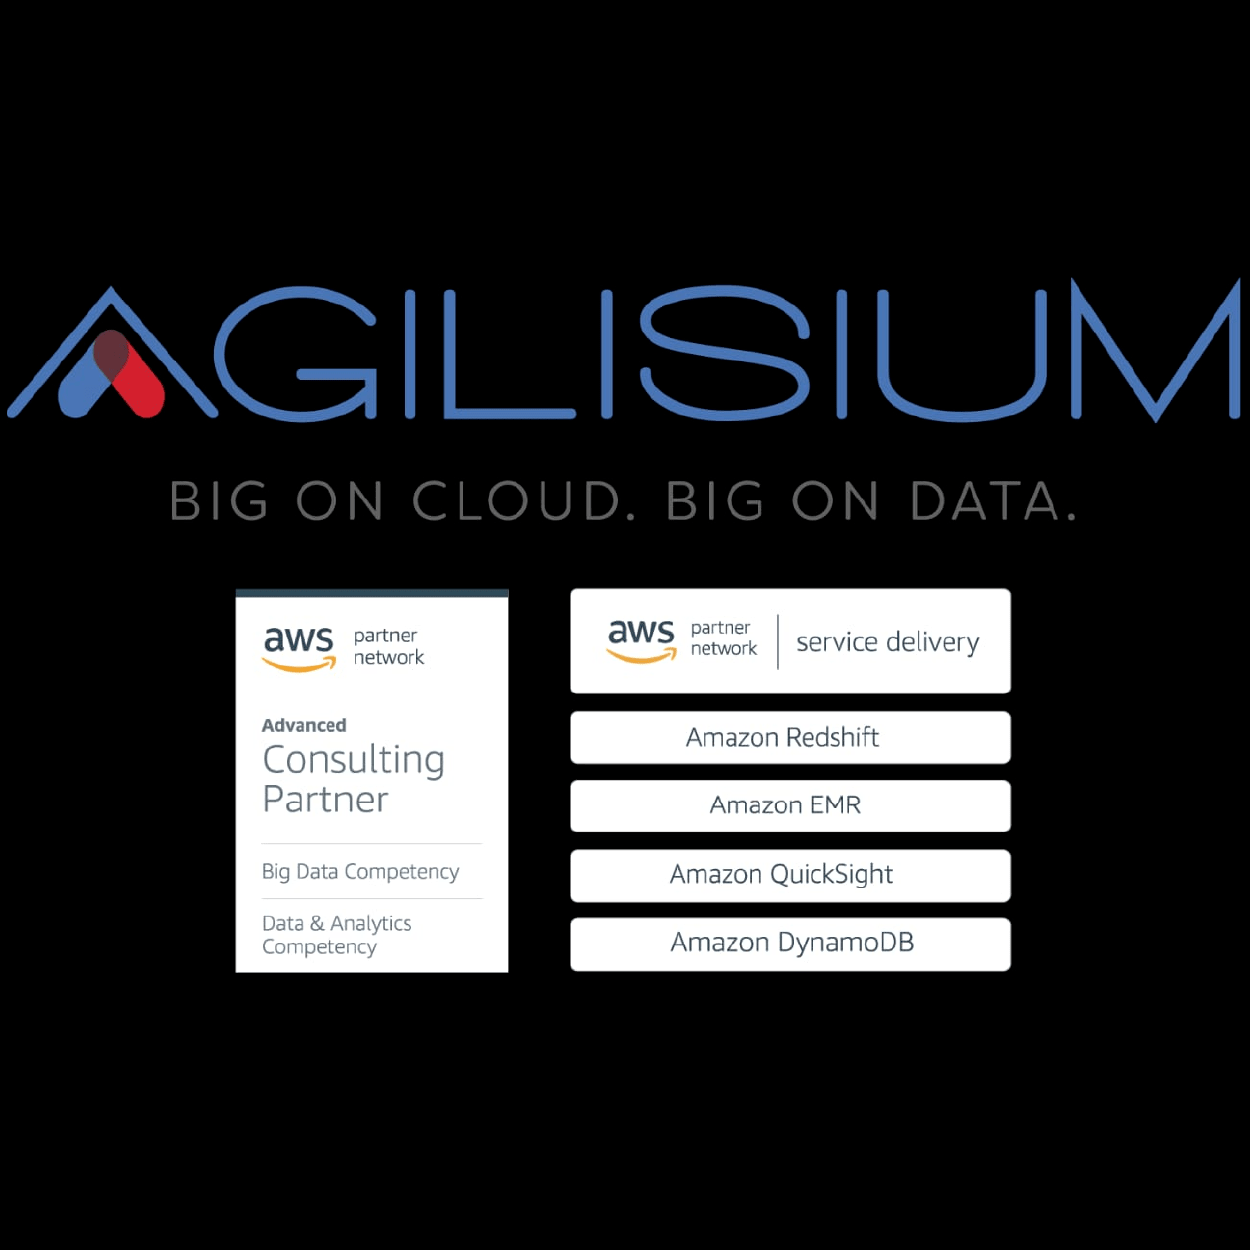 AGILISIUM
BIG ON CLOUD. BIG ON DATA.
aws
partner
network
Advanced
Consulting
Partner
Big Data Competency
Data & Analytics
Competency
aws
partner
network
service delivery
Amazon Redshift
Amazon EMR
Amazon QuickSight
Amazon DynamoDB